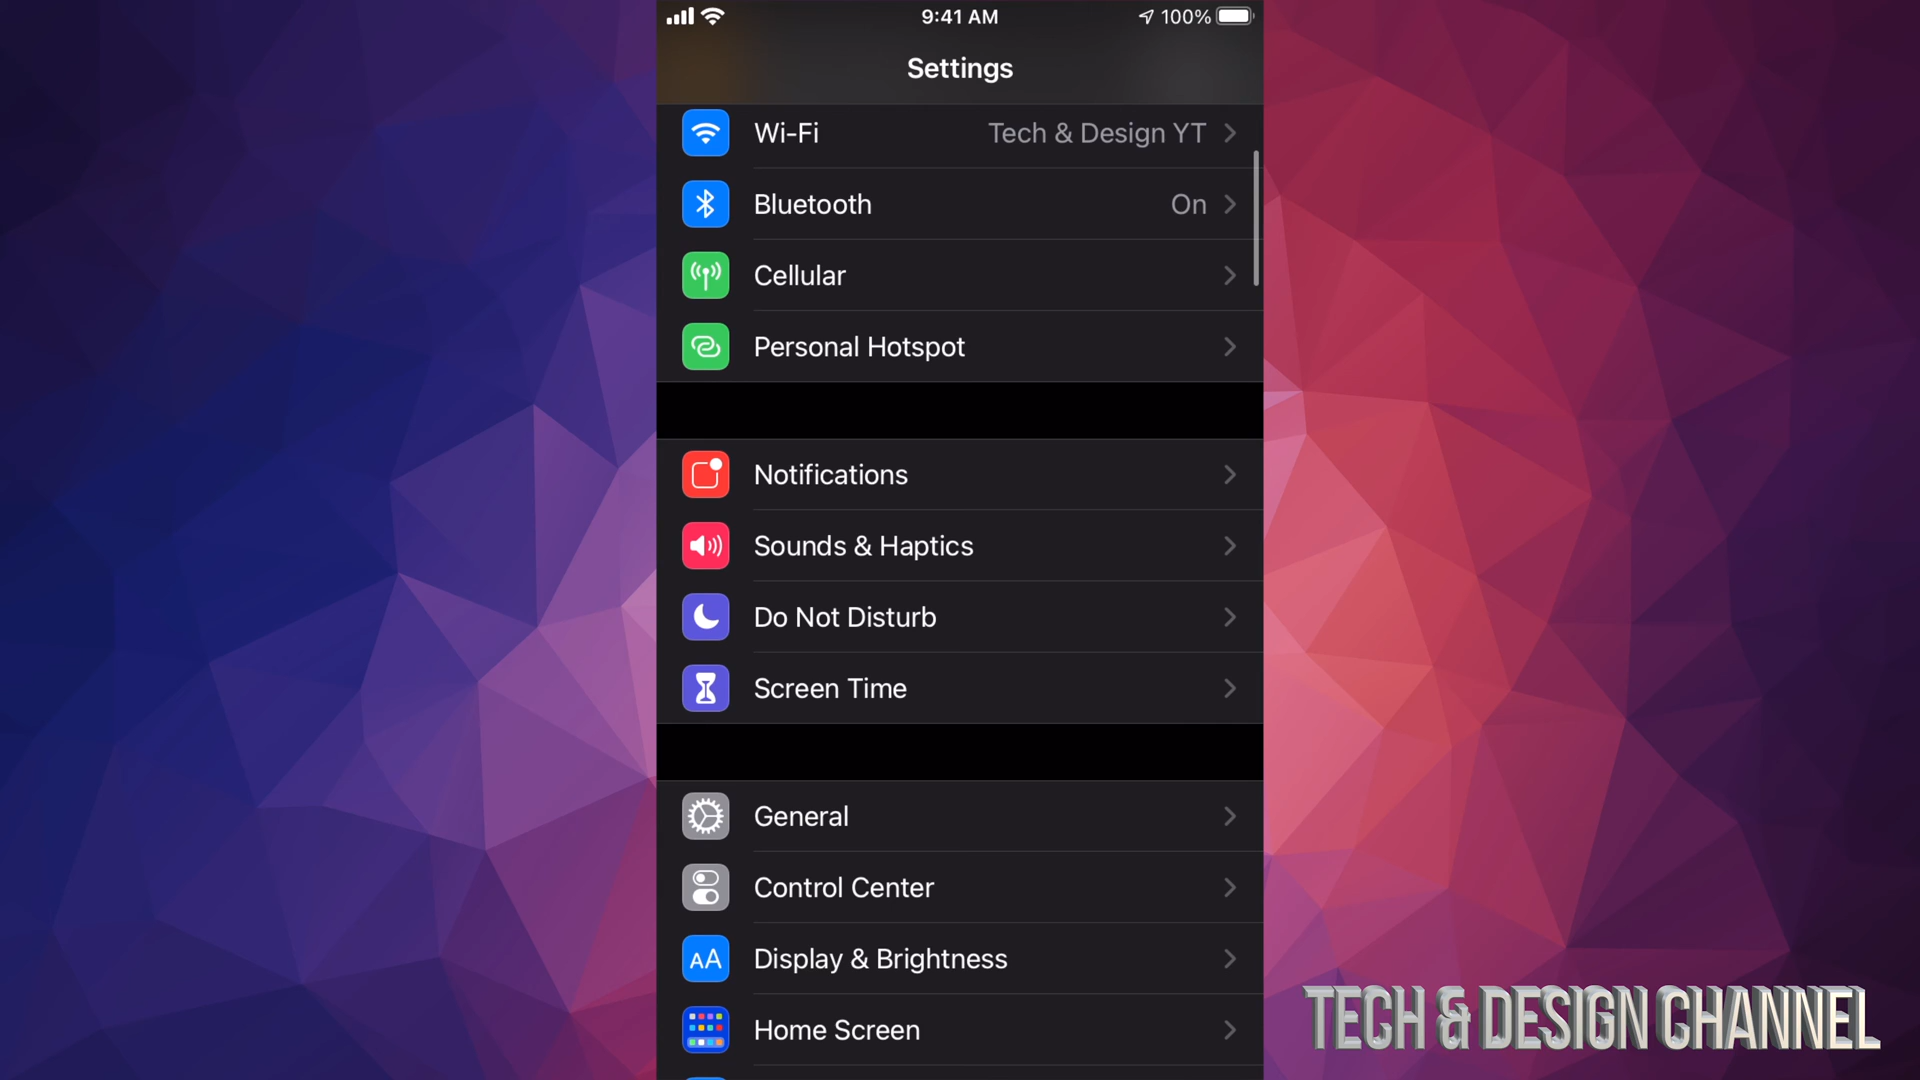 9:41 AM
100%
Settings
Wi-Fi
Tech & Design YT
Bluetooth
On
Cellular
Personal Hotspot
Notifications
Sounds & Haptics
Do Not Disturb
Screen Time
General
Control Center
AA
Display & Brightness
Home Screen
TECH & DESIGN CHANNEL